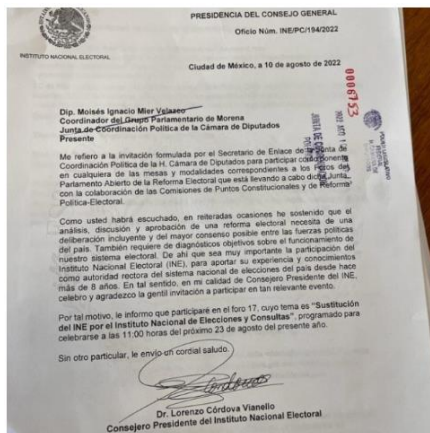 PRESIDENCIA DEL CONSEJO GENERAL
Oficio Núm. INE/PC/194/2022
INSTITUTO NACIONAL ELECTORAL
Ciudad de México, a 10 de agosto de 2022
0006753
Dip. Moisés Ignacio Mier Velazco
Coordinador del Grupo Parlamentario de Morena
Junta de Coordinación Política de la Cámara de Diputados
Presente
Me refiero a la invitación formulada por el Secretario de Enlace de la Junta de
Coordinación Política de la H. Cámara de Diputados para participar como ponente
en cualquiera de las mesas y modalidades correspondientes a los foros del
Parlamento Abierto de la Reforma Electoral que está llevando a cabo dicha Junta,
con la colaboración de las Comisiones de Puntos Constitucionales y de Reforma
Política-Electoral.
Como usted habrá escuchado, en reiteradas ocasiones he sostenido que el
análisis, discusión y aprobación de una reforma electoral necesita de una
deliberación incluyente y del mayor consenso posible entre las fuerzas políticas
del país. También requiere de diagnósticos objetivos sobre el funcionamiento de
nuestro sistema electoral. De ahí que sea muy importante la participación del
Instituto Nacional Electoral (INE), para aportar su experiencia y conocimientos
como autoridad rectora del sistema nacional de elecciones del país desde hace
más de 8 años. En tal sentido, en mi calidad de Consejero Presidente del INE,
celebro y agradezco la gentil invitación a participar en tan relevante evento.
Por tal motivo, le informo que participaré en el foro 17, cuyo tema es "Sustitución
del INE por el Instituto Nacional de Elecciones y Consultas", programado para
celebrarse a las 11:00 horas del próximo 23 de agosto del presente año.
Sin otro particular, le envío un cordial saludo.
Dr. Lorenzo Córdova Vianello
Consejero Presidente del Instituto Nacional Electoral